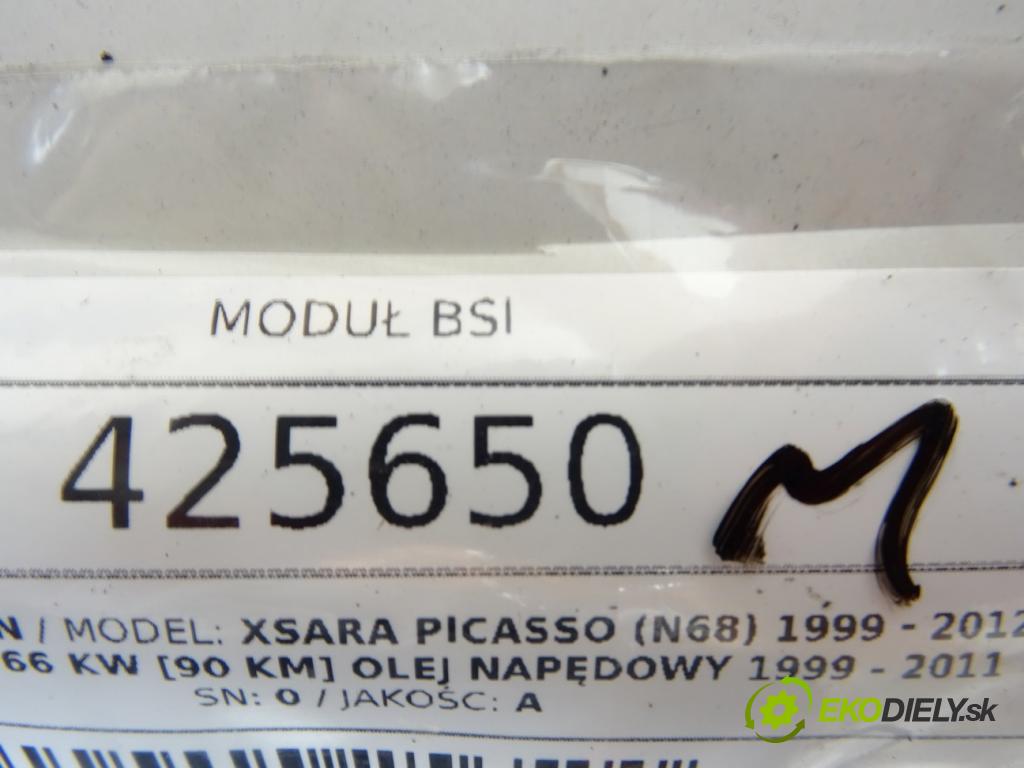 MODUŁ BSI
425650 M
N / MODEL: XSARA PICASSO (N68) 1999 - 2012
66 KW [90 KM] OLEJ NAPĘDOWY 1999 - 2011
SN: 0 / JAKOŚC: A
EKODIELY.sk